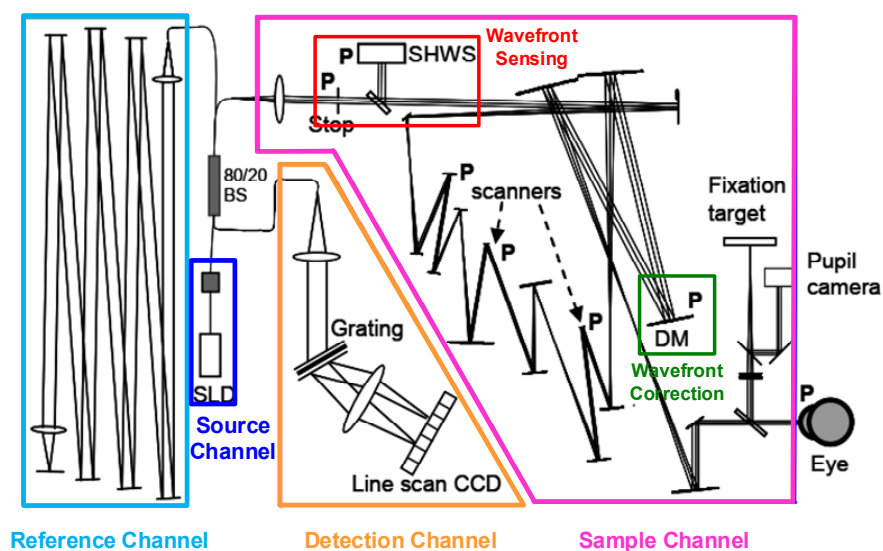 Wavefront
Sensing
P
SHWS
P
Stop
80/20
BS
P
scanners
Fixation
target
P
Pupil
camera
P
P
DM
Grating
Wavefront
Correction
SLD
P
Source
Channel
Eye
Line scan CCD
Reference Channel
Detection Channel
Sample Channel